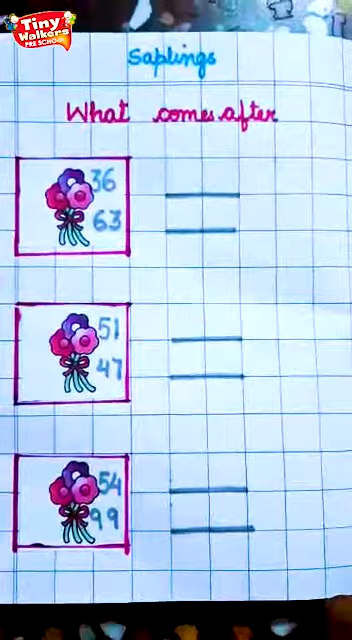 Tiny
Walkers
PRE SCHOOL
Saplings
What comes after
36
63
51
47
54
99